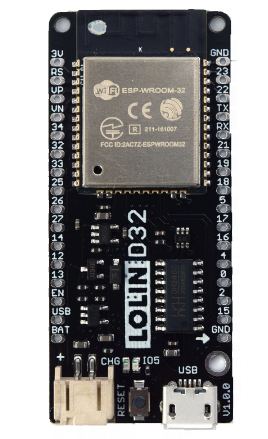 3V
RS
VP
VN
34
32
33
25
26
27
14
12
13
EN
USB
BAT
+
GND
23
22
TX
RX
21
19
18
5
17
16
4
0
2
15
GND
K
WiFi
ESP-WROOM-32
CE
R 211-161007
FCC ID:2AC7Z-ESPWROOM32
LOLIN D32
CHG
IO5
USB
RESET
V1.0.0